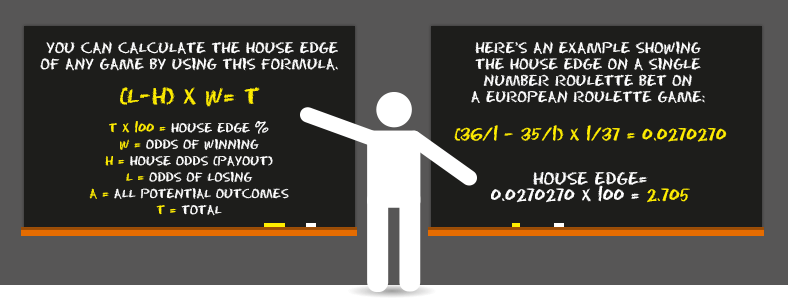 YOU CAN CALCULATE THE HOUSE EDGE
OF ANY GAME BY USING THIS FORMULA.
(L-H) X W= T
T X 100 = HOUSE EDGE %
W = ODDS OF WINNING
H = HOUSE ODDS (PAYOUT)
L = ODDS OF LOSING
A = ALL POTENTIAL OUTCOMES
T = TOTAL
HERE'S AN EXAMPLE SHOWING
THE HOUSE EDGE ON A SINGLE
NUMBER ROULETTE BET ON
A EUROPEAN ROULETTE GAME:
(36/1 - 35/1) X 1/37 = 0.0270270
HOUSE EDGE=
0.0270270 X 100 = 2.705